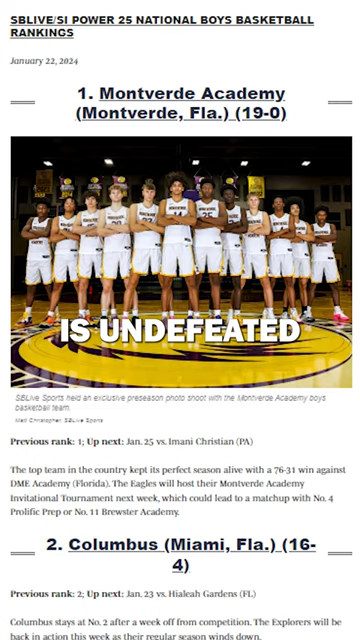 SBLIVE/SI POWER 25 NATIONAL BOYS BASKETBALL
RANKINGS
January 22, 2024
1. Montverde Academy
(Montverde, Fla.) (19-0)
IS UNDEFEATED
SBLive Sports held an exclusive preseason photo shoot with the Montverde Academy boys
basketball team.
Matt Christopher, SBLive Sports
Previous rank: 1; Up next: Jan. 25 vs. Imani Christian (PA)
The top team in the country kept its perfect season alive with a 76-31 win against
DME Academy (Florida). The Eagles will host their Montverde Academy
Invitational Tournament next week, which could lead to a matchup with No. 4
Prolific Prep or No. 11 Brewster Academy.
2. Columbus (Miami, Fla.) (16-
4)
Previous rank: 2; Up next: Jan. 23 vs. Hialeah Gardens (FL)
Columbus stays at No. 2 after a week off from competition. The Explorers will be
back in action this week as their regular season winds down.